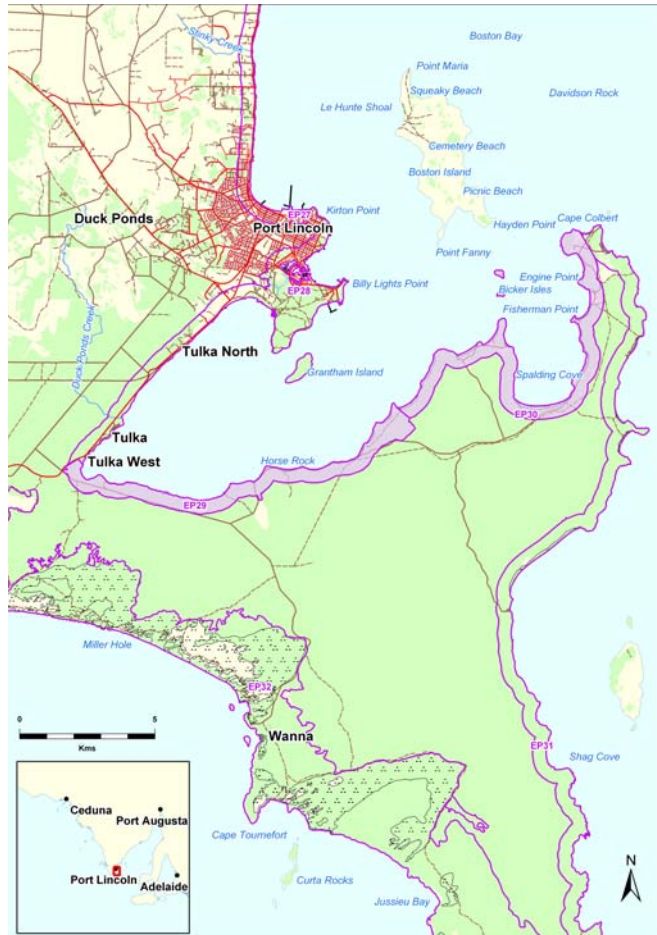 Boston Bay
Stinky Creek
Point Maria
Squeaky Beach
Davidson Rock
Le Hunte Shoal
Cemetery Beach
Boston Island
Picnic Beach
Kirton Point
Hayden Point
Cape Colbert
EP27
Duck Ponds
Port Lincoln
Point Fanny
Engine Point
EP28
Billy Lights Point
Bicker Isles
Fisherman Point
Duck Ponds Creek
Tulka North
Grantham Island
Spalding Cove
EP30
Tulka
Tulka West
Horse Rock
EP29
Miller Hole
EP32
0 5
Kms
Wanna
EP31
Shag Cove
Ceduna
Port Augusta
Port Lincoln
Adelaide
Cape Tournefort
Curta Rocks
Jussieu Bay
N